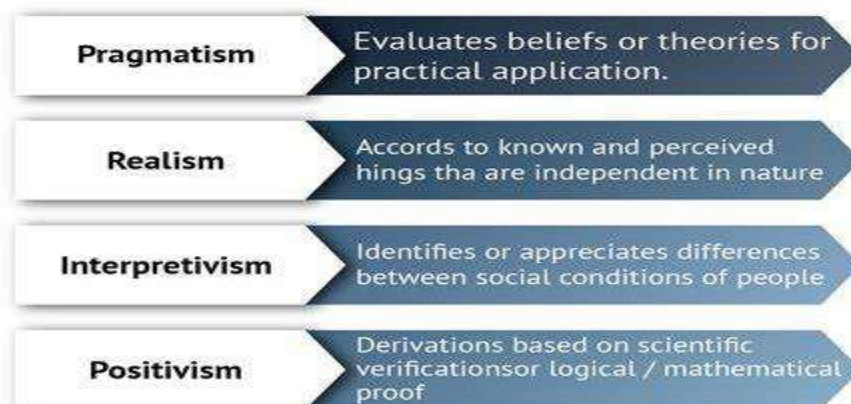 Pragmatism
Evaluates beliefs or theories for
practical application.
Realism
Accords to known and perceived
hings tha are independent in nature
Interpretivism
Identifies or appreciates differences
between social conditions of people
Positivism
Derivations based on scientific
verificationsor logical / mathematical
proof